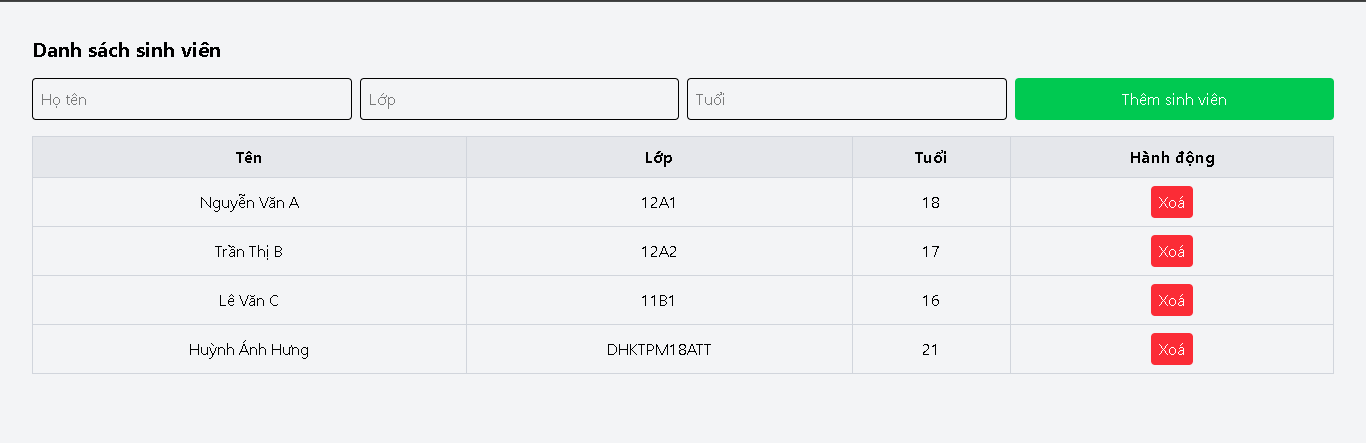 Danh sách sinh viên
Họ tên Lớp Tuổi Thêm sinh viên
Tên Lớp Tuổi Hành động
Nguyễn Văn A 12A1 18 Xoá
Trần Thị B 12A2 17 Xoá
Lê Văn C 11B1 16 Xoá
Huỳnh Ánh Hưng DHKTPM18ATT 21 Xoá